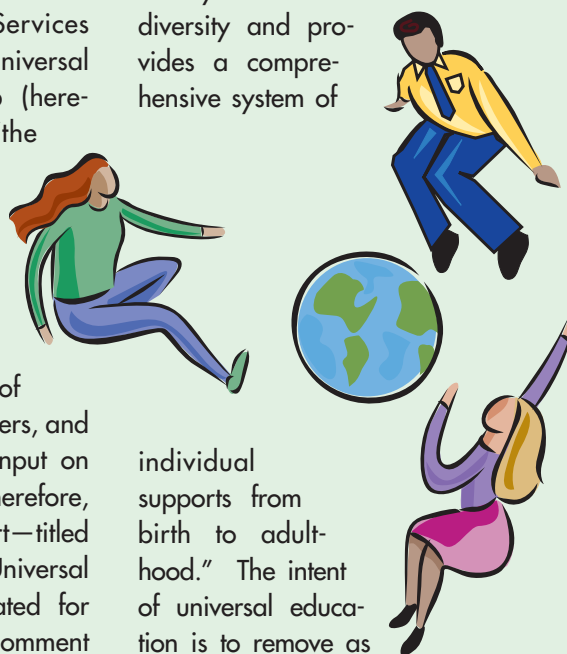 Services
niversal
(here-
the
of
ers, and
nput on
herefore,
rt—titled
Universal
ated for
omment
diversity and pro-
vides a compre-
hensive system of
individual
supports from
birth to adult-
hood.” The intent
of universal educa-
tion is to remove as